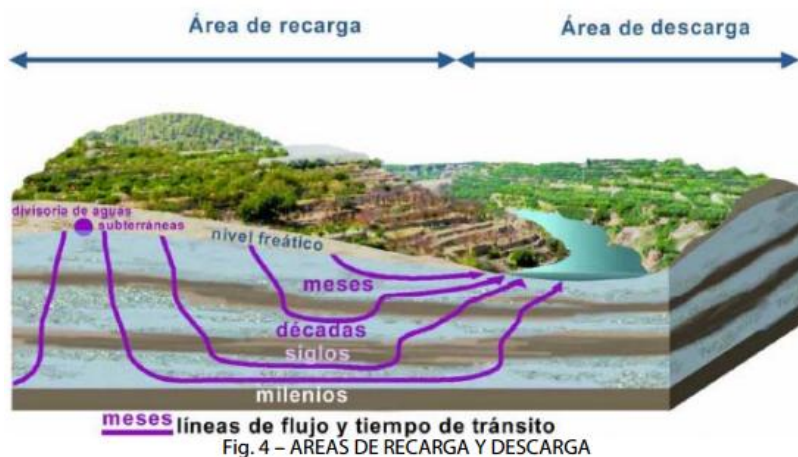 Área de recarga
Área de descarga
divisoria de aguas
subterráneas
nivel freático
meses
décadas
siglos
milenios
meses líneas de flujo y tiempo de tránsito
Fig. 4 – AREAS DE RECARGA Y DESCARGA